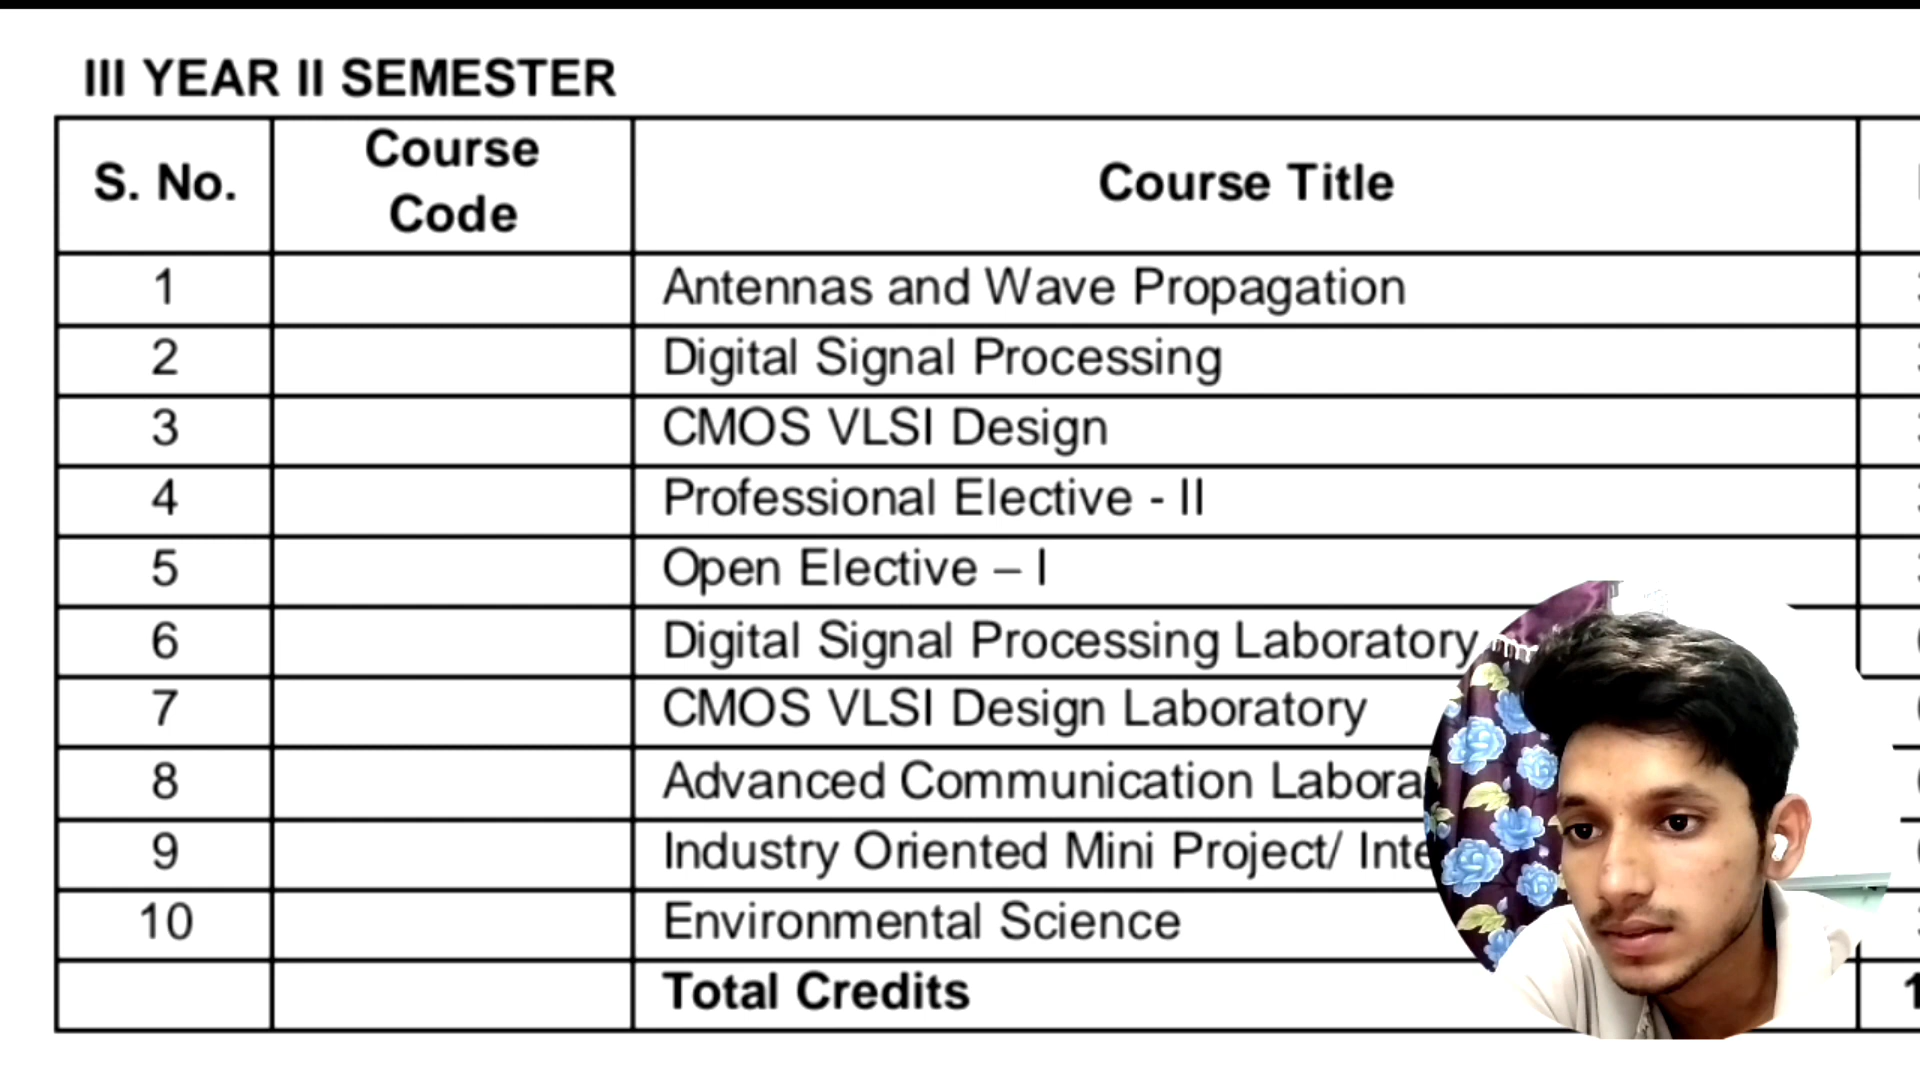 III YEAR II SEMESTER
S. No. Course Code Course Title
1 Antennas and Wave Propagation
2 Digital Signal Processing
3 CMOS VLSI Design
4 Professional Elective - II
5 Open Elective – I
6 Digital Signal Processing Laboratory
7 CMOS VLSI Design Laboratory
8 Advanced Communication
9 Industry Oriented Mini Project/
10 Environmental Science
Total Credits